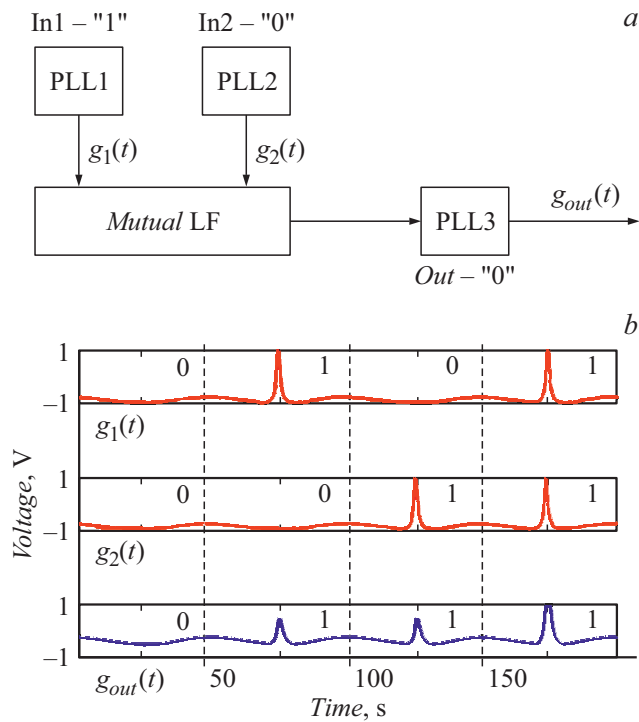 a
In1 – "1" In2 – "0"
PLL1 PLL2
g1(t) g2(t)
Mutual LF PLL3 gout(t)
Out – "0"
b
1
0 1 0 1
–1
g1(t)
1
0 0 1 1
–1
g2(t)
1
0 1 1 1
–1
gout(t) 50 100 150
Time, s
Voltage, V